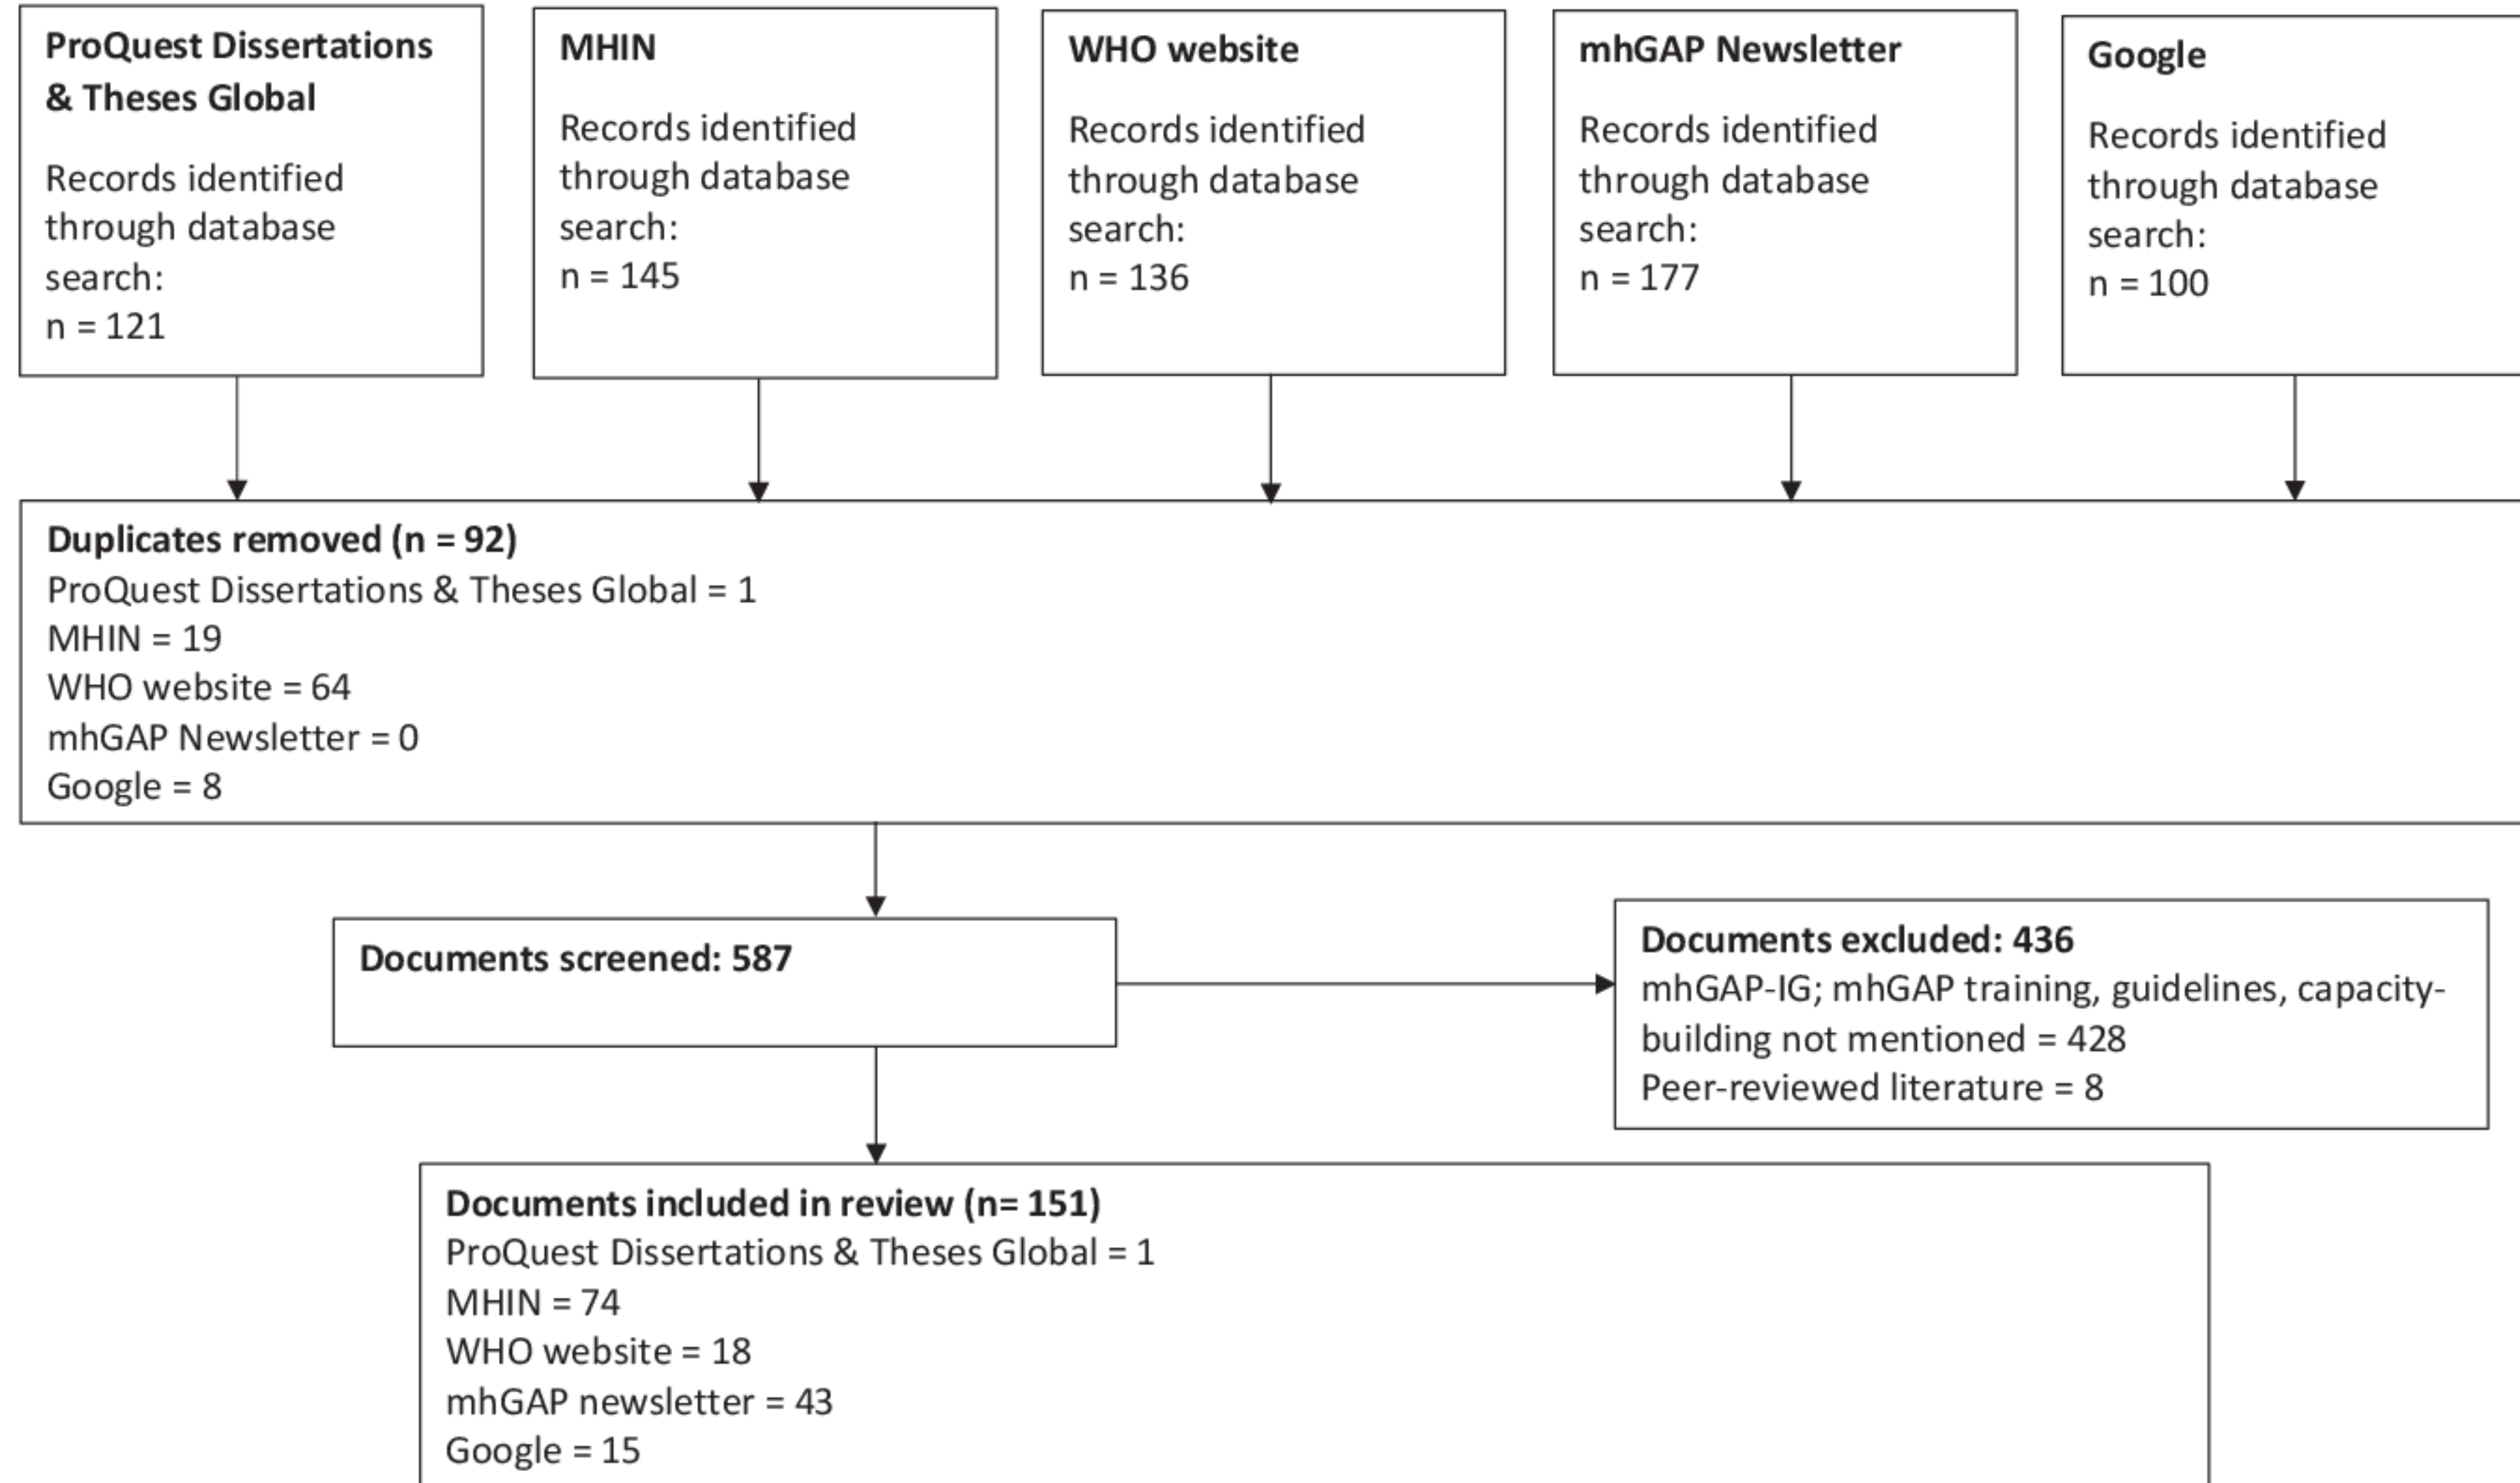 ProQuest Dissertations
& Theses Global
Records identified
through database
search:
n = 121
MHIN
Records identified
through database
search:
n = 145
WHO website
Records identified
through database
search:
n = 136
mhGAP Newsletter
Records identified
through database
search:
n = 177
Google
Records identified
through database
search:
n = 100
Duplicates removed (n = 92)
ProQuest Dissertations & Theses Global = 1
MHIN = 19
WHO website = 64
mhGAP Newsletter = 0
Google = 8
Documents screened: 587
Documents excluded: 436
mhGAP-IG; mhGAP training, guidelines, capacity-
building not mentioned = 428
Peer-reviewed literature = 8
Documents included in review (n= 151)
ProQuest Dissertations & Theses Global = 1
MHIN = 74
WHO website = 18
mhGAP newsletter = 43
Google = 15